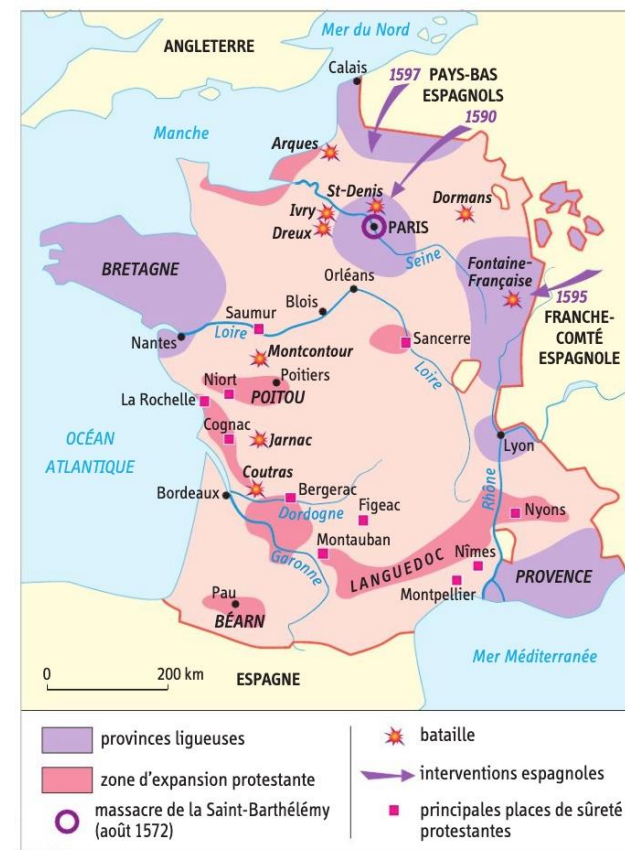 Mer du Nord
ANGLETERRE
Calais
1597
PAYS-BAS
ESPAGNOLS
1590
Manche
Arques
St-Denis
Dormans
Ivry
PARIS
Dreux
Seine
Fontaine-
Française
BRETAGNE
Orléans
Blois
1595
FRANCHE-
COMTÉ
ESPAGNOLE
Saumur
Loire
Nantes
Sancerre
Montcontour
Loire
Niort
Poitiers
POITOU
La Rochelle
Cognac
Jarnac
OCÉAN
ATLANTIQUE
Lyon
Coutras
Bergerac
Bordeaux
Dordogne
Figeac
Rhône
Nyons
Montauban
Garonne
LANGUEDOC
Nîmes
PROVENCE
Montpellier
Pau
BÉARN
Mer Méditerranée
0
200 km
ESPAGNE
provinces ligueuses
zone d'expansion protestante
massacre de la Saint-Barthélémy
(août 1572)
bataille
interventions espagnoles
principales places de sûreté
protestantes